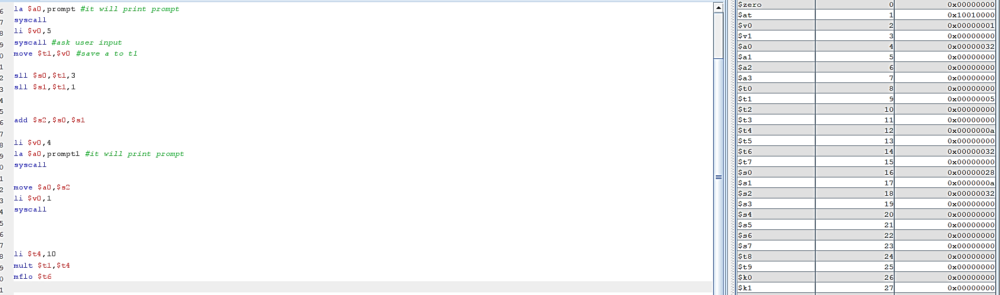 6 la $a0,prompt #it will print prompt
7 syscall
8 li $v0,5
9 syscall #ask user input
0 move $t1,$v0 #save a to t1
1
2 sll $s0,$t1,3
3 sll $s1,$t1,1
4
5
6 add $s2,$s0,$s1
7
8 li $v0,4
9 la $a0,prompt1 #it will print prompt
0 syscall
1
2 move $a0,$s2
3 li $v0,1
4 syscall
5
6
7
8 li $t4,10
9 mult $t1,$t4
0 mflo $t6
1
$zero 0 0x00000000
$at 1 0x10010000
$v0 2 0x00000001
$v1 3 0x00000000
$a0 4 0x00000032
$a1 5 0x00000000
$a2 6 0x00000000
$a3 7 0x00000000
$t0 8 0x00000000
$t1 9 0x00000005
$t2 10 0x00000000
$t3 11 0x00000000
$t4 12 0x0000000a
$t5 13 0x00000000
$t6 14 0x00000032
$t7 15 0x00000000
$s0 16 0x00000028
$s1 17 0x0000000a
$s2 18 0x00000032
$s3 19 0x00000000
$s4 20 0x00000000
$s5 21 0x00000000
$s6 22 0x00000000
$s7 23 0x00000000
$t8 24 0x00000000
$t9 25 0x00000000
$k0 26 0x00000000
$k1 27 0x00000000